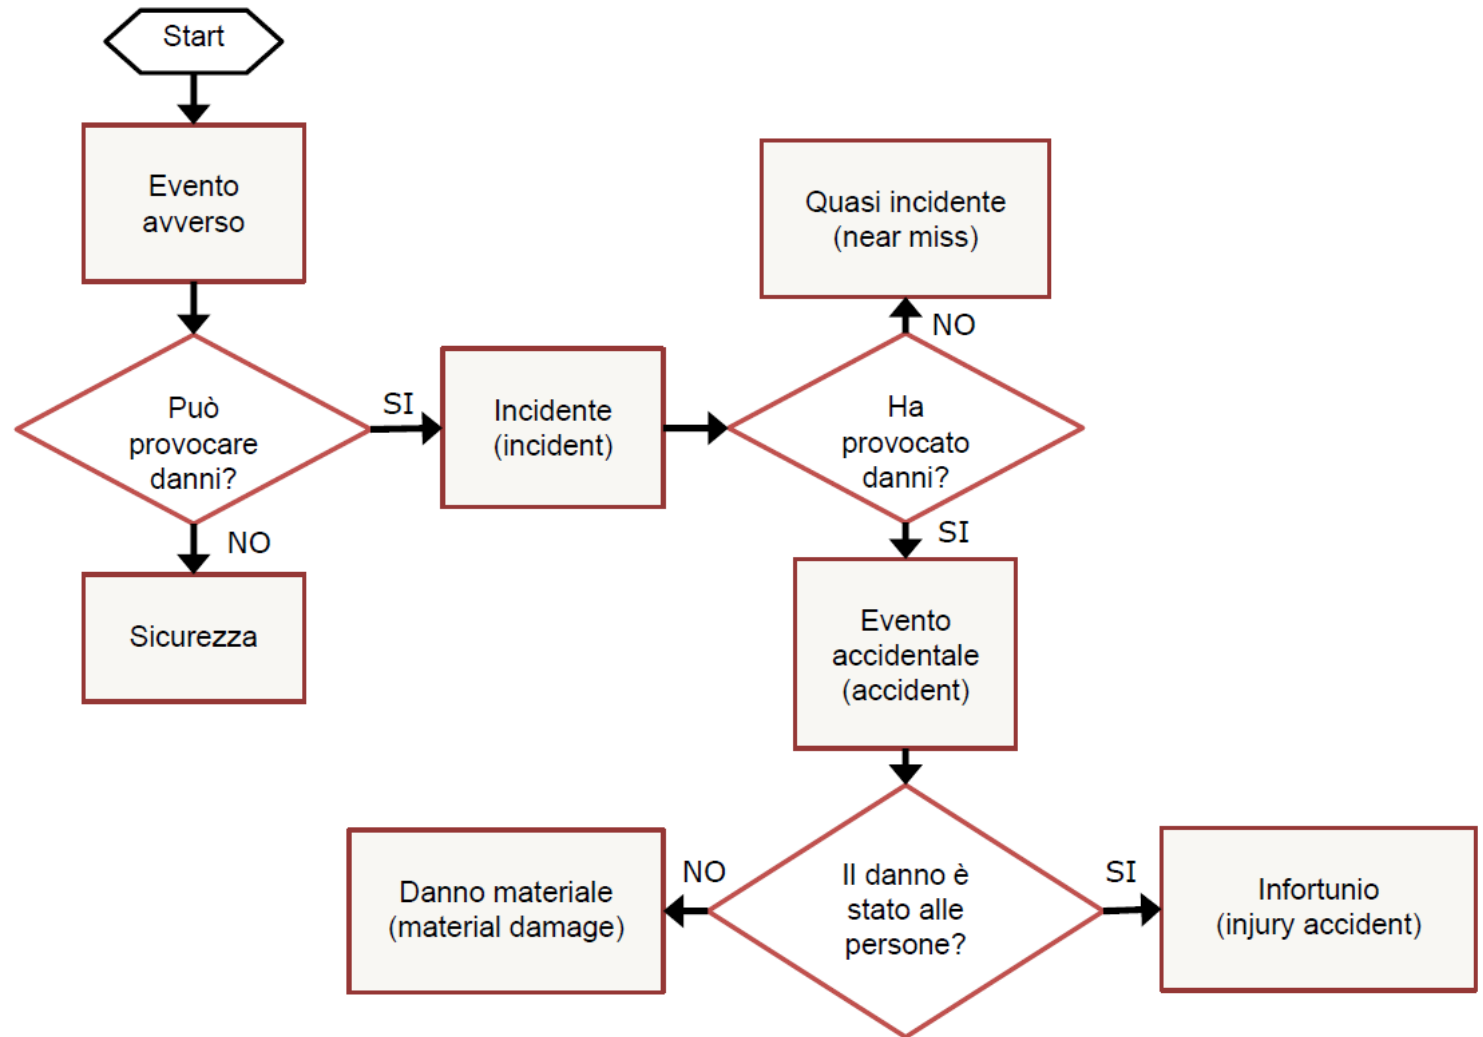 Start
Evento
avverso
Può
provocare
danni?
SI
NO
Sicurezza
Incidente
(incident)
Ha
provocato
danni?
NO
Quasi incidente
(near miss)
SI
Evento
accidentale
(accident)
Il danno è
stato alle
persone?
NO
Danno materiale
(material damage)
SI
Infortunio
(injury accident)